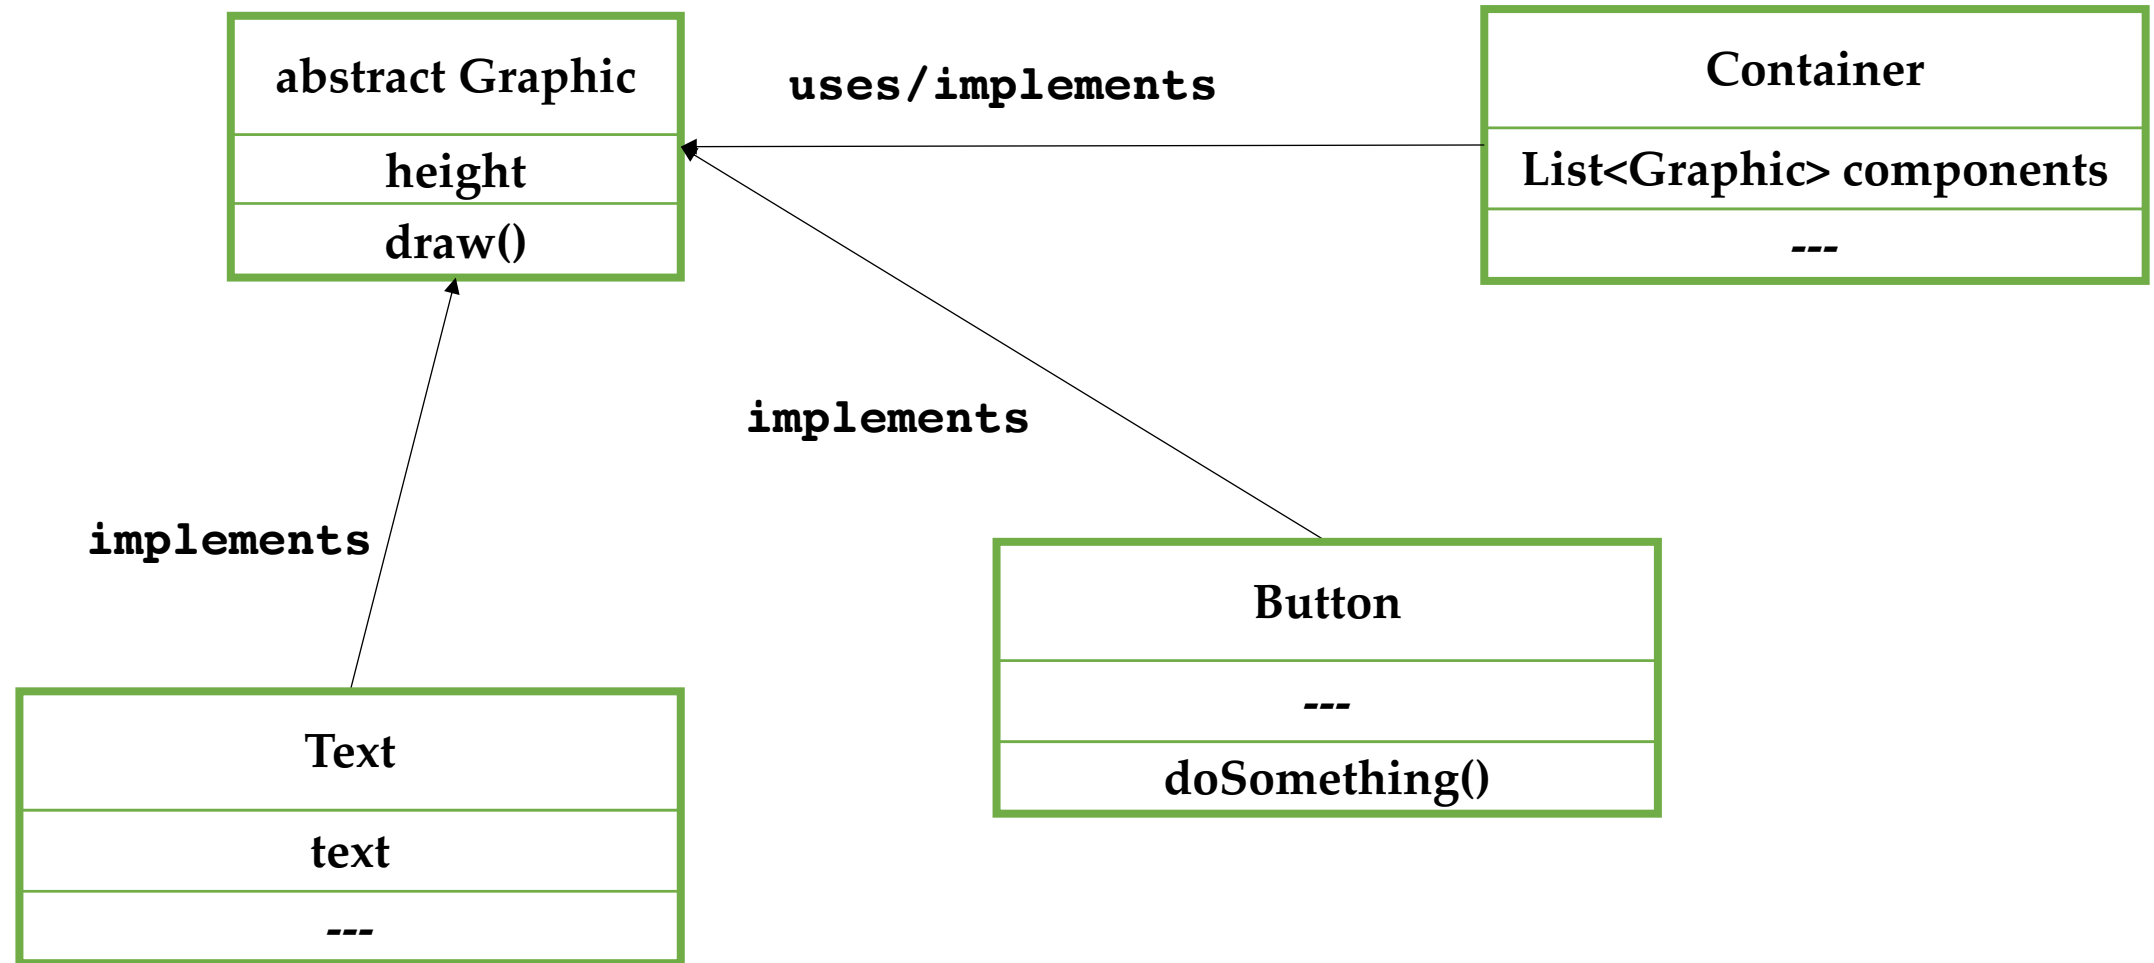 abstract Graphic
height
draw()
uses/implements
Container
List<Graphic> components
---
implements
implements
Button
---
doSomething()
Text
text
---